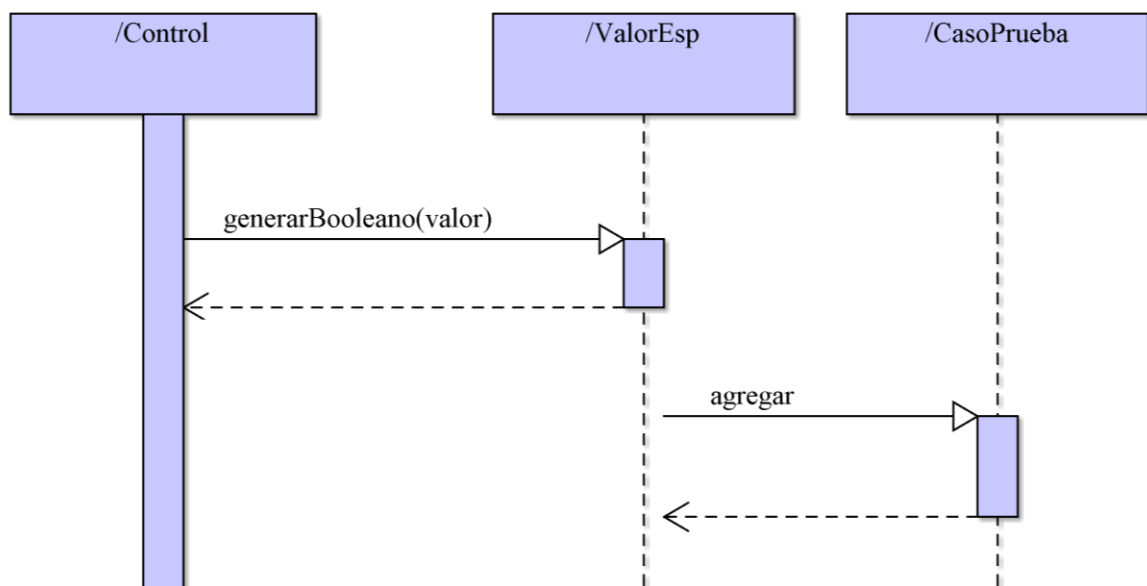 /Control
/ValorEsp
/CasoPrueba
generarBooleano(valor)
agregar